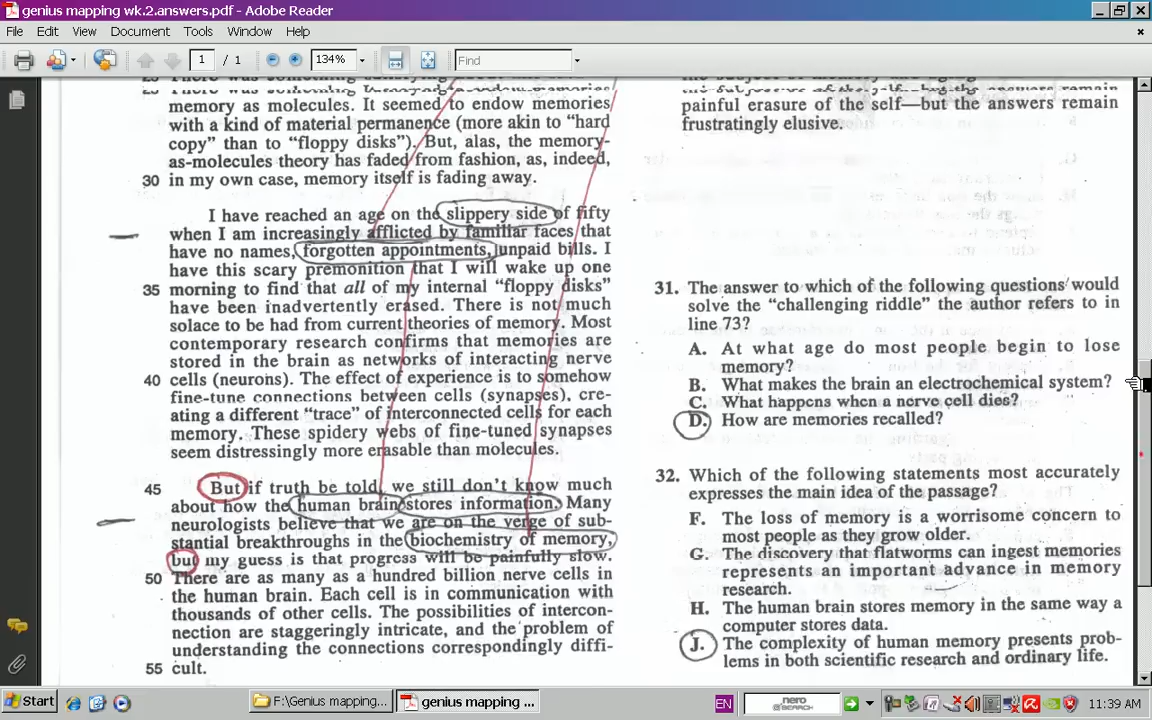 genius mapping wk.2.answers.pdf - Adobe Reader
File Edit View Document Tools Window Help
1 / 1 134% Find
memory as molecules. It seemed to endow memories
with a kind of material permanence (more akin to “hard
copy” than to “floppy disks”). But, alas, the memory-
as-molecules theory has faded from fashion, as, indeed,
30 in my own case, memory itself is fading away.
I have reached an age on the slippery side of fifty
when I am increasingly afflicted by familiar faces that
have no names, forgotten appointments, unpaid bills. I
have this scary premonition that I will wake up one
35 morning to find that all of my internal “floppy disks”
have been inadvertently erased. There is not much
solace to be had from current theories of memory. Most
contemporary research confirms that memories are
stored in the brain as networks of interacting nerve
40 cells (neurons). The effect of experience is to somehow
fine-tune connections between cells (synapses), cre-
ating a different “trace” of interconnected cells for each
memory. These spidery webs of fine-tuned synapses
seem distressingly more erasable than molecules.
45 But if truth be told, we still don’t know much
about how the human brain stores information. Many
neurologists believe that we are on the verge of sub-
stantial breakthroughs in the biochemistry of memory,
but my guess is that progress will be painfully slow.
50 There are as many as a hundred billion nerve cells in
the human brain. Each cell is in communication with
thousands of other cells. The possibilities of intercon-
nection are staggeringly intricate, and the problem of
understanding the connections correspondingly diffi-
55 cult.
painful erasure of the self—but the answers remain
frustratingly elusive.
31. The answer to which of the following questions would
solve the “challenging riddle” the author refers to in
line 73?
A. At what age do most people begin to lose
memory?
B. What makes the brain an electrochemical system?
C. What happens when a nerve cell dies?
D. How are memories recalled?
32. Which of the following statements most accurately
expresses the main idea of the passage?
F. The loss of memory is a worrisome concern to
most people as they grow older.
G. The discovery that flatworms can ingest memories
represents an important advance in memory
research.
H. The human brain stores memory in the same way a
computer stores data.
J. The complexity of human memory presents prob-
lems in both scientific research and ordinary life.
Start F:\Genius mapping... genius mapping ... EN nero SEARCH 11:39 AM